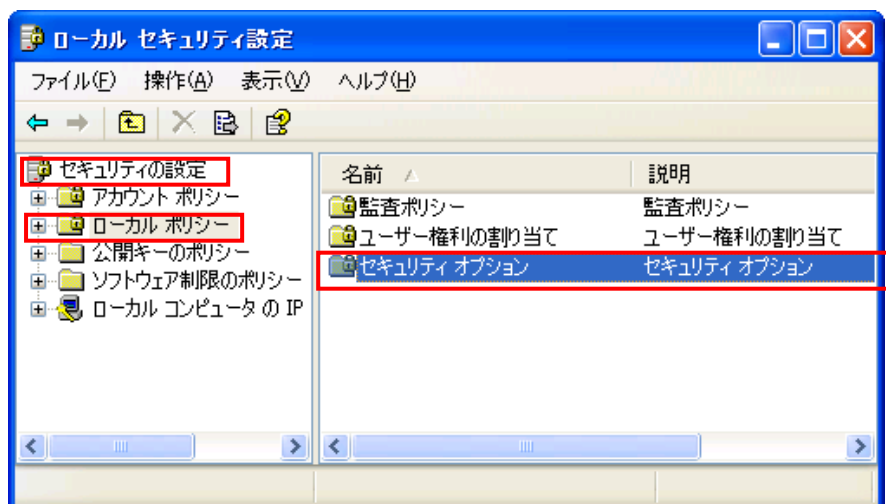 ローカル セキュリティ設定
ファイル(F) 操作(A) 表示(V) ヘルプ(H)
セキュリティの設定
アカウント ポリシー
ローカル ポリシー
公開キーのポリシー
ソフトウェア制限のポリシー
ローカル コンピュータ の IP
名前 説明
監査ポリシー 監査ポリシー
ユーザー権利の割り当て ユーザー権利の割り当て
セキュリティ オプション セキュリティ オプション